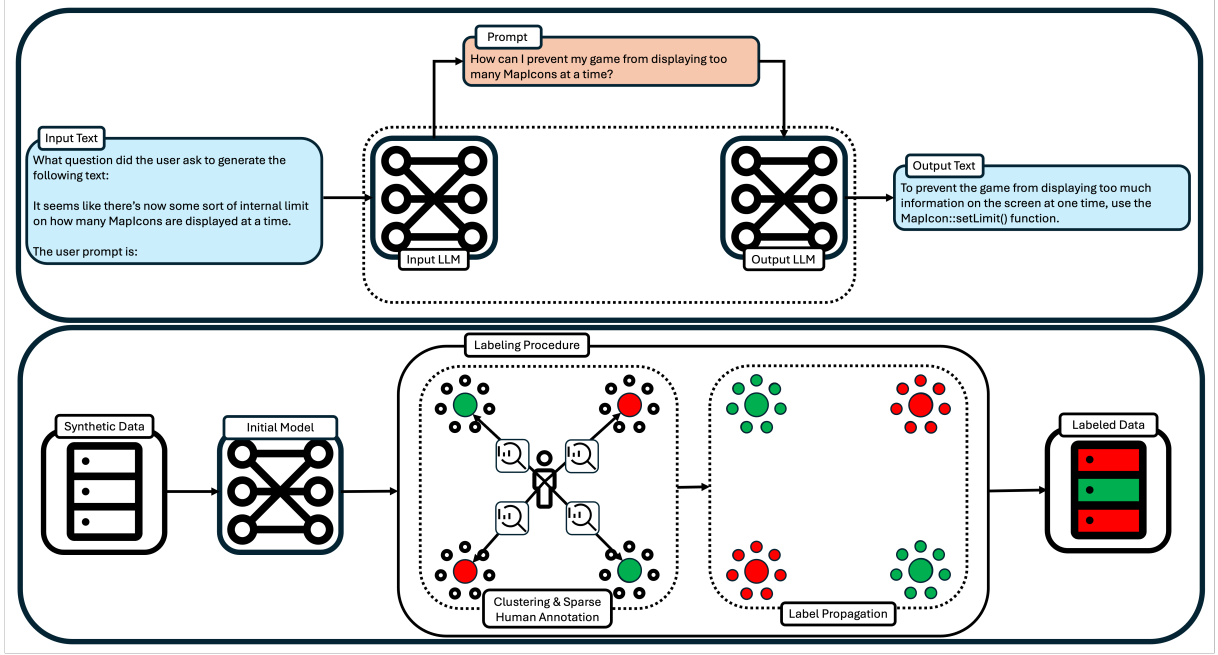 Prompt
How can I prevent my game from displaying too
many MapIcons at a time?
Input Text
What question did the user ask to generate the
following text:
It seems like there's now some sort of internal limit
on how many MapIcons are displayed at a time.
The user prompt is:
Input LLM
Output LLM
Output Text
To prevent the game from displaying too much
information on the screen at one time, use the
MapIcon::setLimit() function.
Labeling Procedure
Synthetic Data
Initial Model
Clustering & Sparse
Human Annotation
Label Propagation
Labeled Data